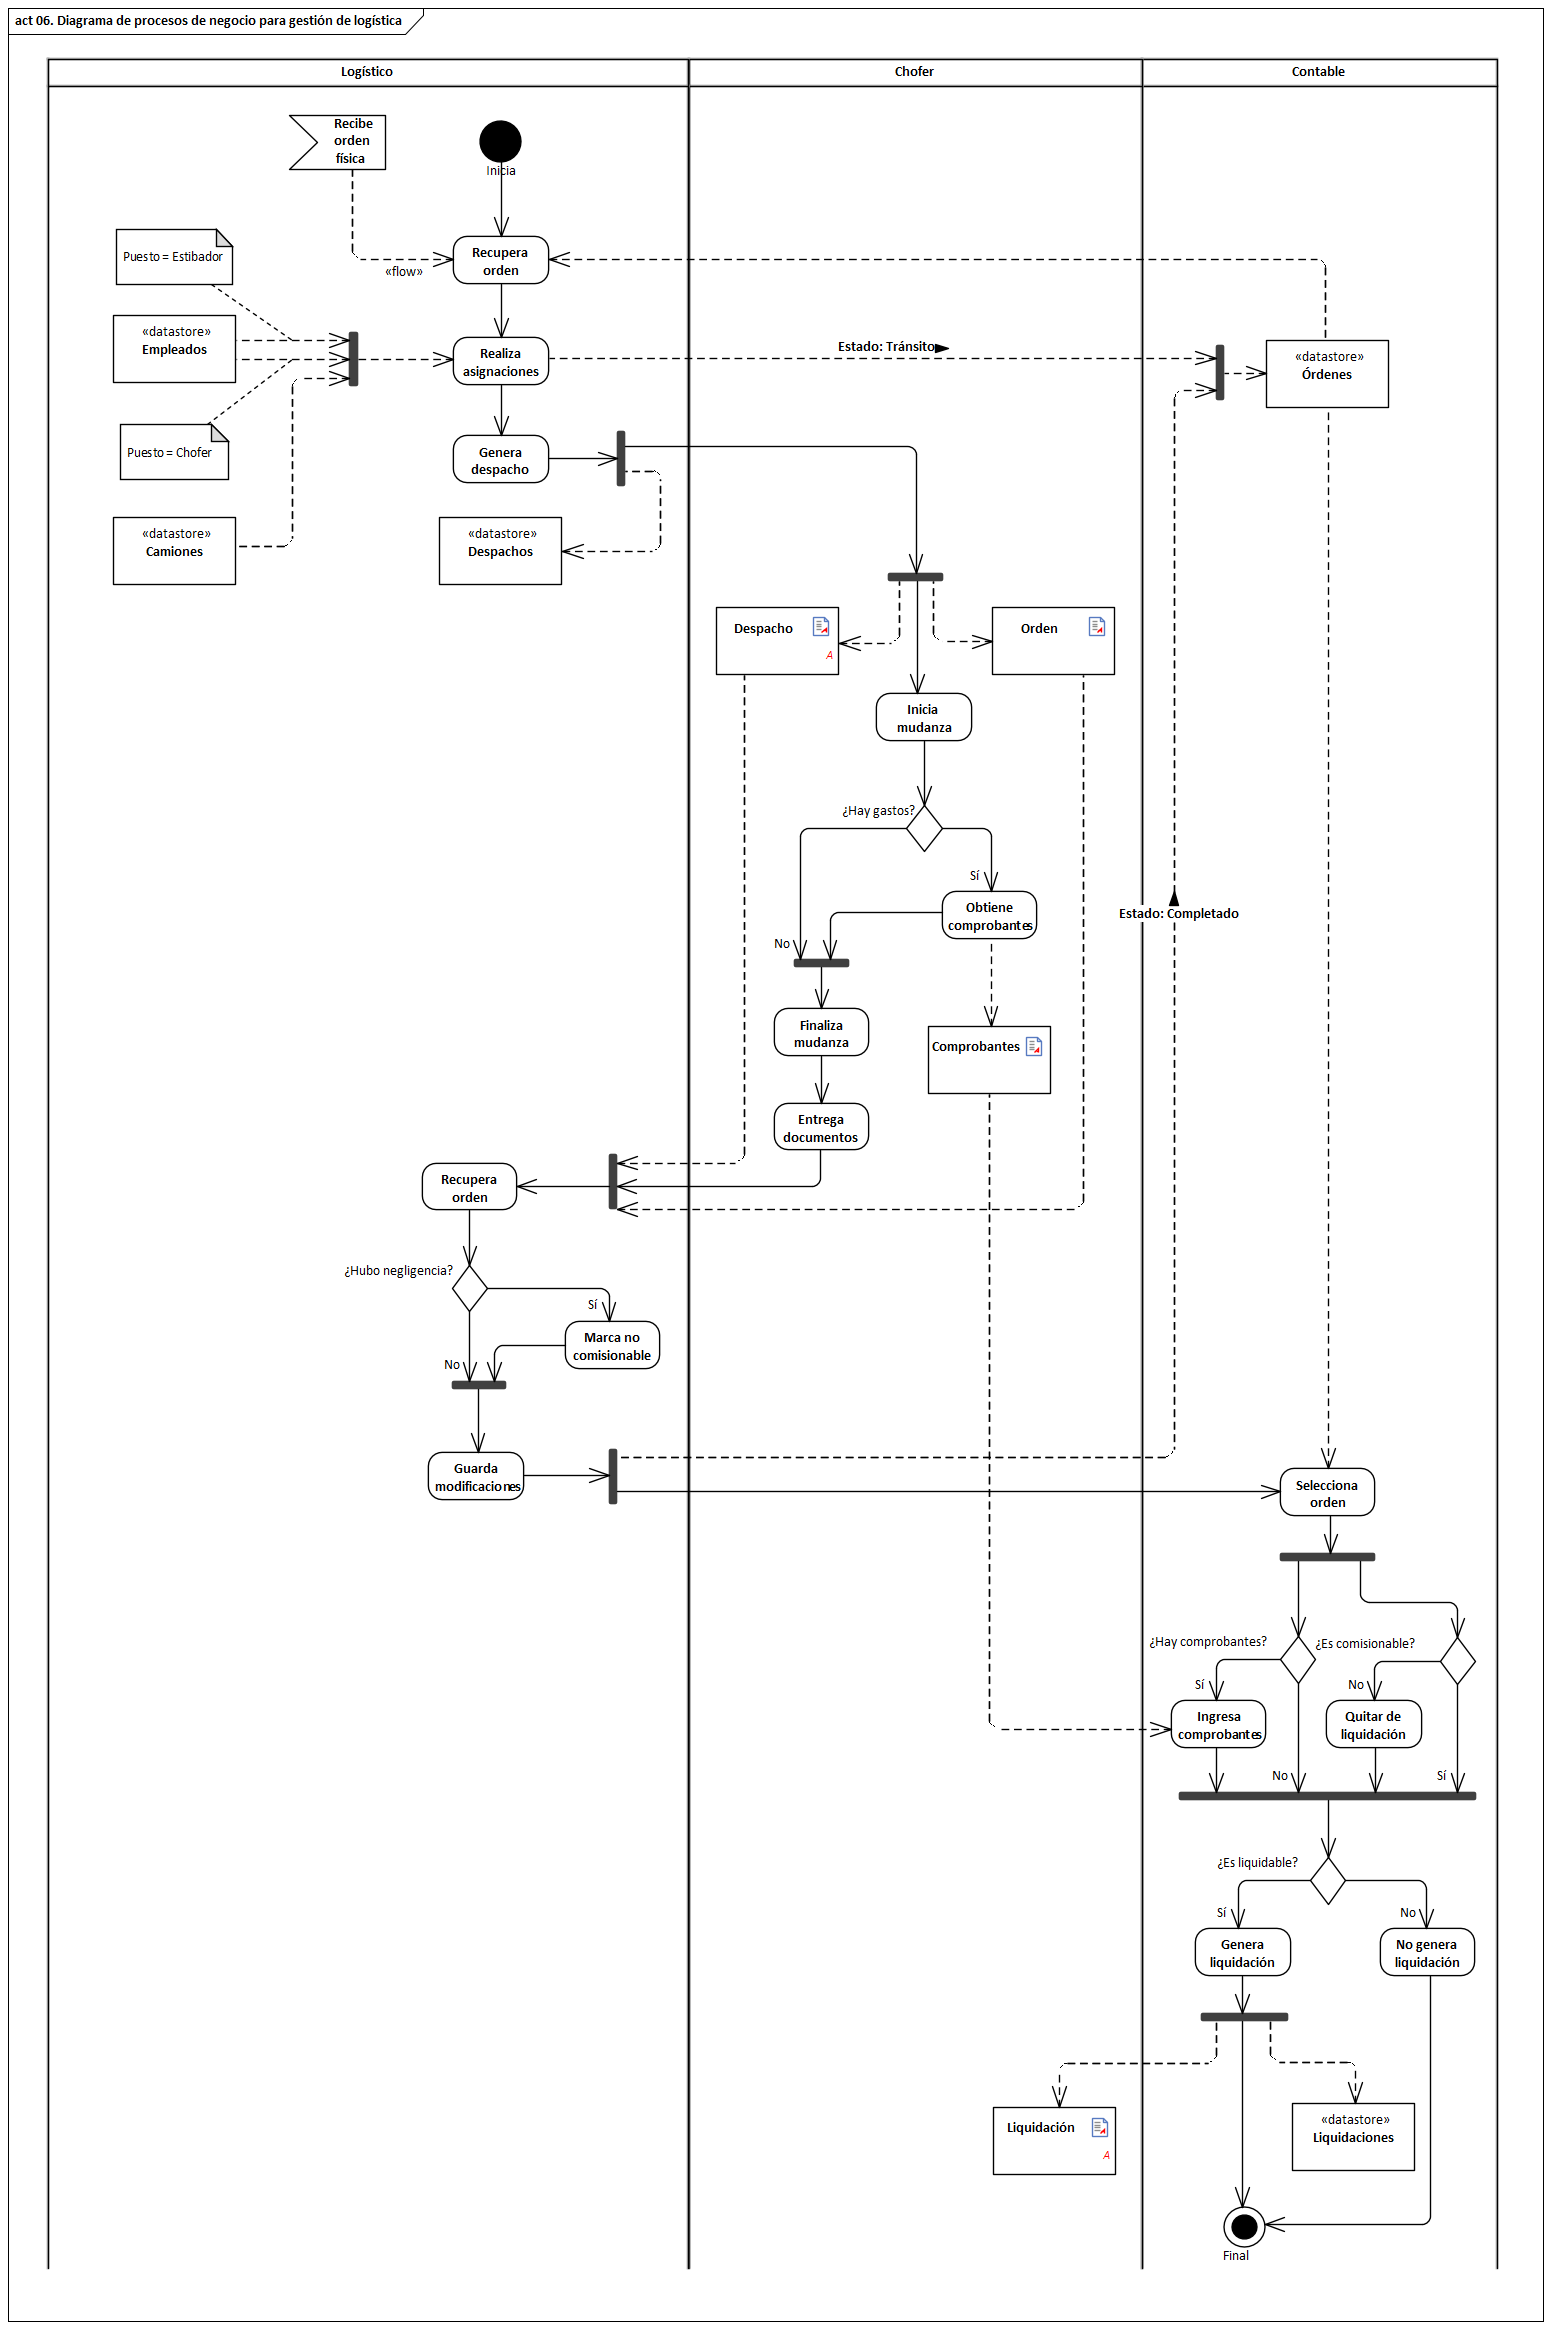 act 06. Diagrama de procesos de negocio para gestión de logística
Logístico
Chofer
Contable
Recibe
orden
física
Inicia
Puesto = Estibador
Recupera
orden
«flow»
«datastore»
Empleados
Realiza
asignaciones
Estado: Tránsito
«datastore»
Órdenes
Puesto = Chofer
Genera
despacho
«datastore»
Camiones
«datastore»
Despachos
Despacho
A
Orden
Inicia
mudanza
¿Hay gastos?
Sí
Obtiene
comprobantes
Estado: Completado
No
Finaliza
mudanza
Comprobantes
Entrega
documentos
Recupera
orden
¿Hubo negligencia?
Sí
Marca no
comisionable
No
Guarda
modificaciones
Selecciona
orden
¿Hay comprobantes?
¿Es comisionable?
Sí
No
Ingresa
comprobantes
Quitar de
liquidación
No
Sí
¿Es liquidable?
Sí
No
Genera
liquidación
No genera
liquidación
Liquidación
A
«datastore»
Liquidaciones
Final